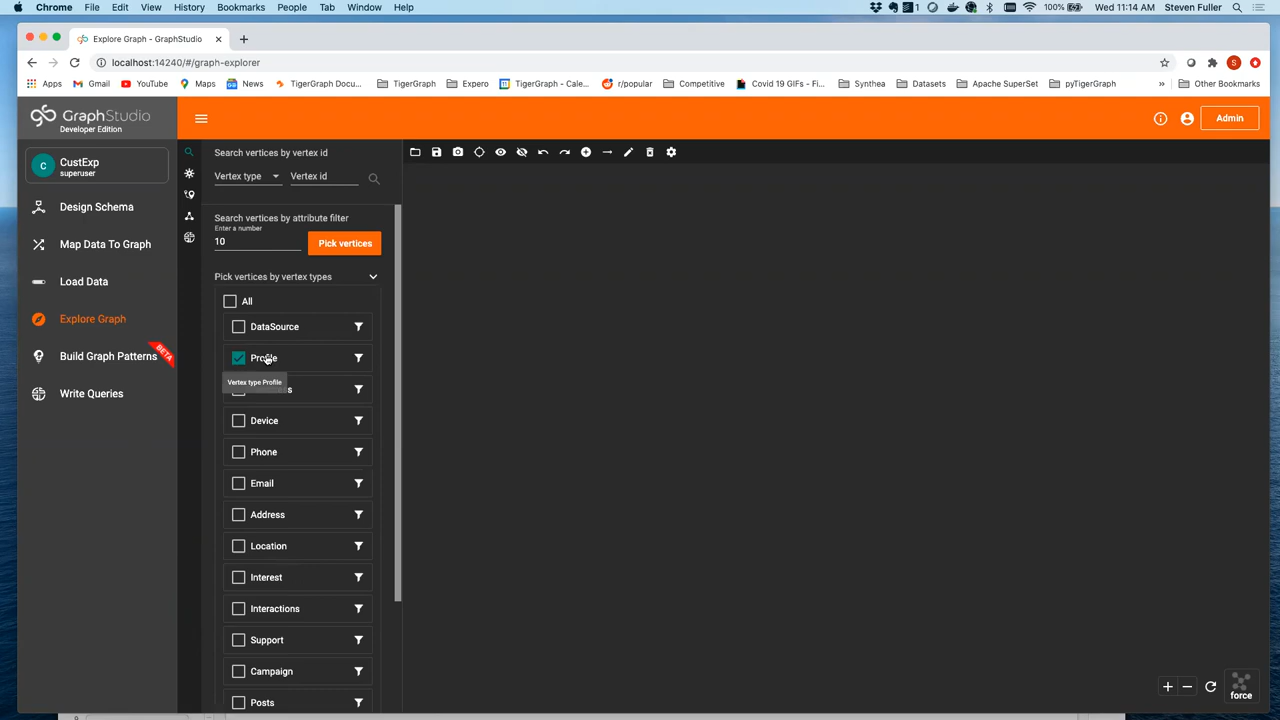 Chrome File Edit View History Bookmarks People Tab Window Help
1 100% Wed 11:14 AM Steven Fuller
Explore Graph - GraphStudio
localhost:14240/#/graph-explorer
S
Apps Gmail YouTube Maps News TigerGraph Docu... TigerGraph Expero TigerGraph - Cale... r/popular Competitive Covid 19 GIFs - Fi... Synthea Datasets Apache SuperSet pyTigerGraph Other Bookmarks
GraphStudio
Developer Edition
Admin
C
CustExp
superuser
Design Schema
Map Data To Graph
Load Data
Explore Graph
Build Graph Patterns
BETA
Write Queries
Search vertices by vertex id
Vertex type Vertex id
Search vertices by attribute filter
Enter a number
10
Pick vertices
Pick vertices by vertex types
All
DataSource
Profile
Vertex type Profile
Device
Phone
Email
Address
Location
Interest
Interactions
Support
Campaign
Posts
force